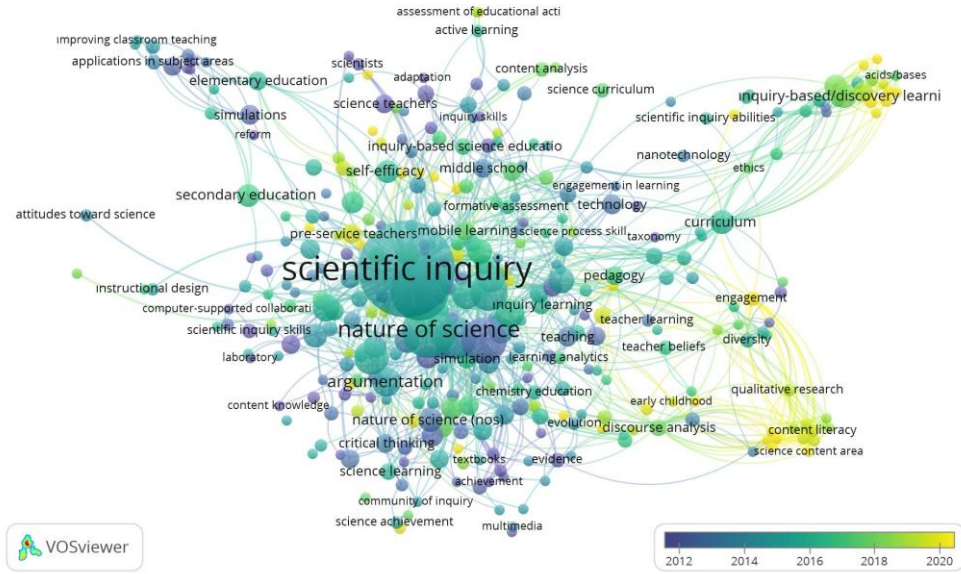 assessment of educational acti
active learning
improving classroom teaching
applications in subject areas
scientists
content analysis
acids/bases
elementary education
adaptation
science curriculum
inquiry-based/discovery learni
science teachers
simulations
inquiry skills
scientific inquiry abilities
reform
inquiry-based science educatio
nanotechnology
self-efficacy
middle school
ethics
secondary education
engagement in learning
formative assessment
technology
attitudes toward science
curriculum
pre-service teachers
mobile learning
science process skill
taxonomy
scientific inquiry
pedagogy
instructional design
engagement
computer-supported collaborati
inquiry learning
teacher learning
scientific inquiry skills
nature of science
teaching
diversity
teacher beliefs
laboratory
simulation
learning analytics
argumentation
chemistry education
qualitative research
content knowledge
early childhood
nature of science (nos)
evolution
discourse analysis
content literacy
critical thinking
science content area
textbooks
evidence
science learning
achievement
community of inquiry
science achievement
multimedia
VOSviewer
2012 2014 2016 2018 2020